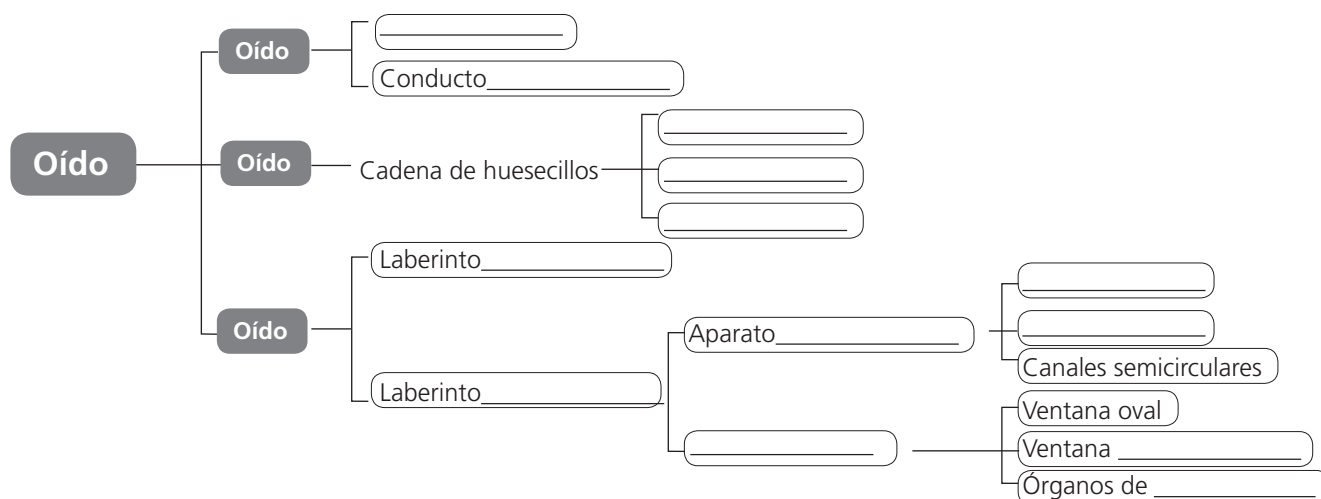 Oído
Oído
Conducto
Oído
Cadena de huesecillos
Oído
Laberinto
Laberinto
Aparato
Canales semicirculares
Ventana oval
Ventana
Órganos de